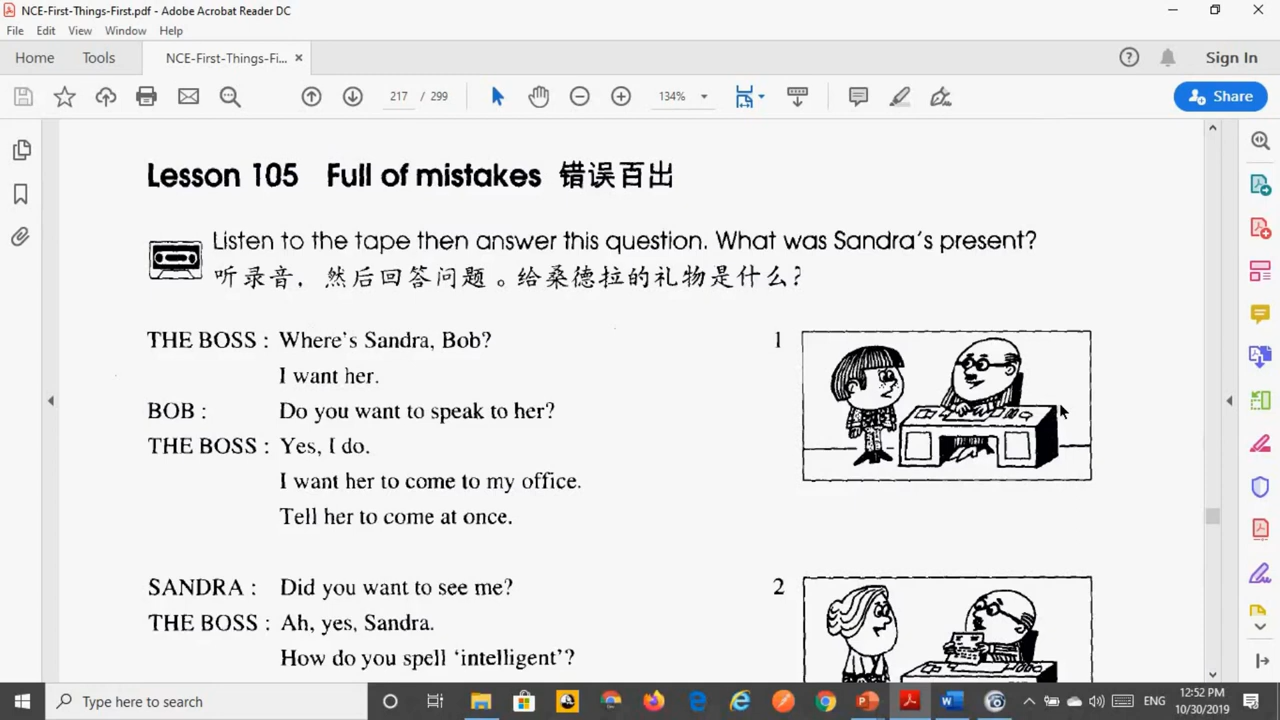 NCE-First-Things-First.pdf - Adobe Acrobat Reader DC
File Edit View Window Help
Home Tools NCE-First-Things-Fi... × Sign In
217 / 299 134% Share
Lesson 105 Full of mistakes 错误百出
Listen to the tape then answer this question. What was Sandra's present?
听录音，然后回答问题。给桑德拉的礼物是什么？
THE BOSS : Where's Sandra, Bob? 1
I want her.
BOB : Do you want to speak to her?
THE BOSS : Yes, I do.
I want her to come to my office.
Tell her to come at once.
SANDRA : Did you want to see me? 2
THE BOSS : Ah, yes, Sandra.
How do you spell 'intelligent'?
Type here to search ENG 12:52 PM
10/30/2019